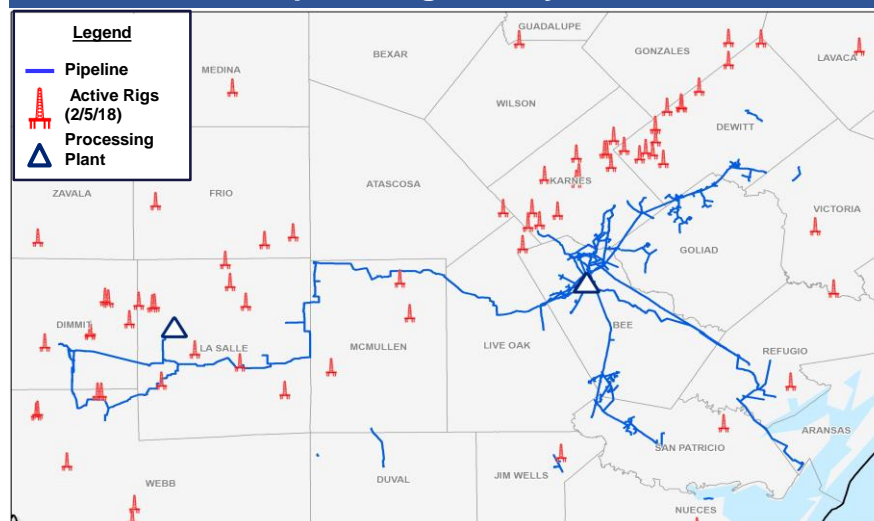 Legend
Pipeline
Active Rigs
(2/5/18)
Processing
Plant
GUADALUPE
BEXAR
GONZALES
LAVACA
MEDINA
WILSON
DEWITT
ATASCOSA
KARNES
ZAVALA
FRIO
VICTORIA
GOLIAD
DIMMIT
LA SALLE
MCMULLEN
LIVE OAK
BEE
REFUGIO
ARANSAS
SAN PATRICIO
WEBB
DUVAL
JIM WELLS
NUECES